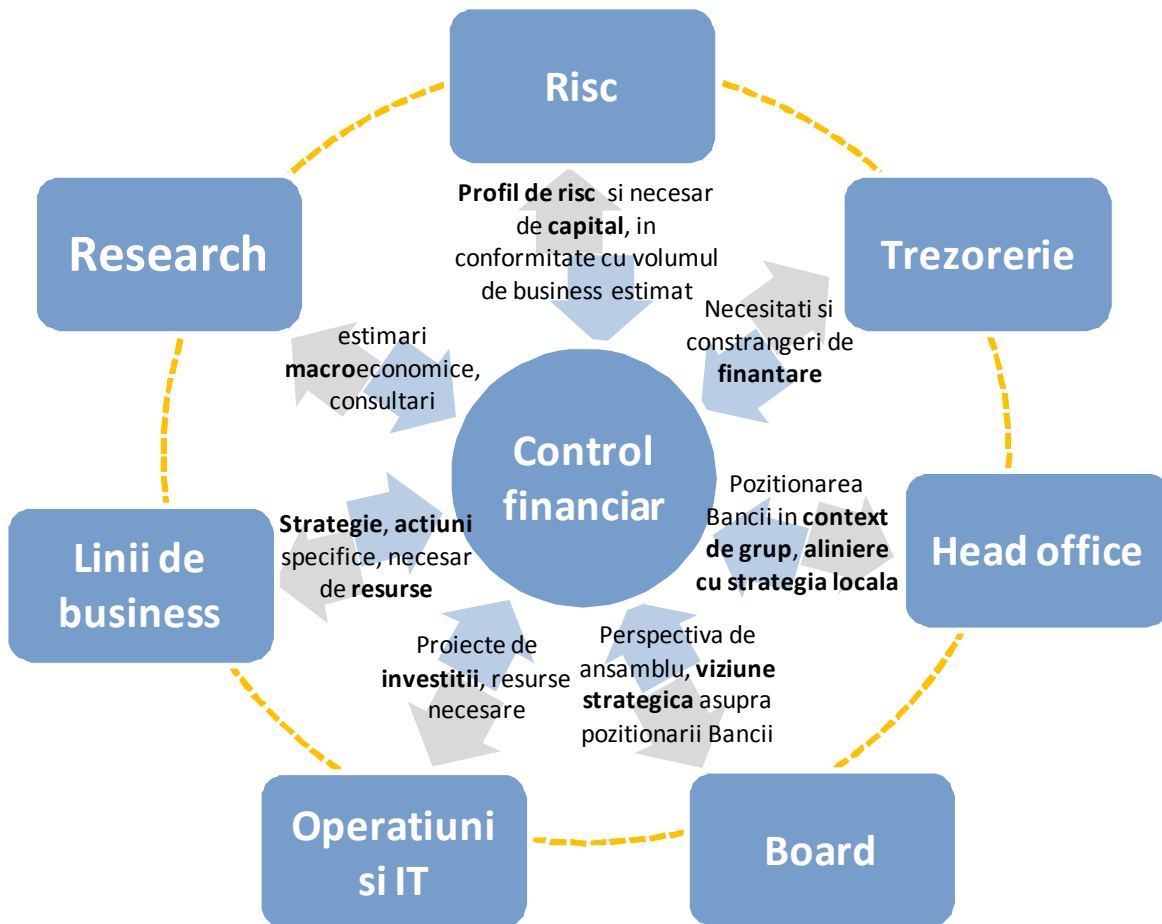 Risc
Profil de risc si necesar
de capital, in
conformitate cu volumul
de business estimat
Research
estimari
macroeconomice,
consultari
Trezorerie
Necesitati si
constrangeri de
finantare
Control
financiar
Linii de
business
Strategie, actiuni
specifice, necesar
de resurse
Pozitionarea
Bancii in context
de grup, aliniere
cu strategia locala
Head office
Proiecte de
investitii, resurse
necesare
Perspectiva de
ansamblu, viziune
strategica asupra
pozitionarii Bancii
Operatiuni
si IT
Board